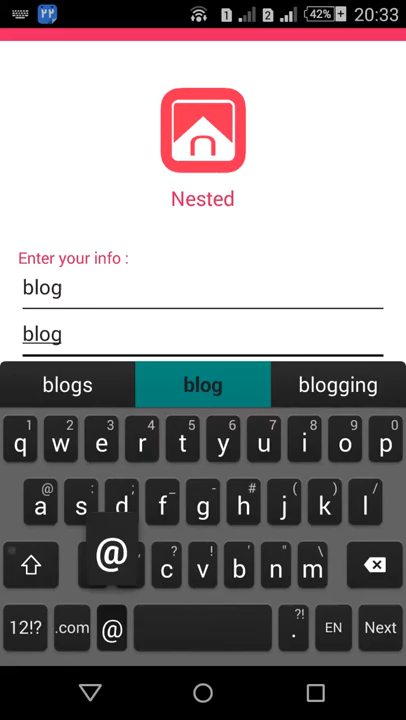 ۲۲ 1 2 42% 20:33
n
Nested
Enter your info :
blog
blog
blogs blog blogging
1 2 3 4 5 6 7 8 9 0
q w e r t y u i o p
@ ; : _ - # ( ) /
a s d f g h j k l
@
? ! ' " \
c v b n m
12!? .com @ ?! . EN Next